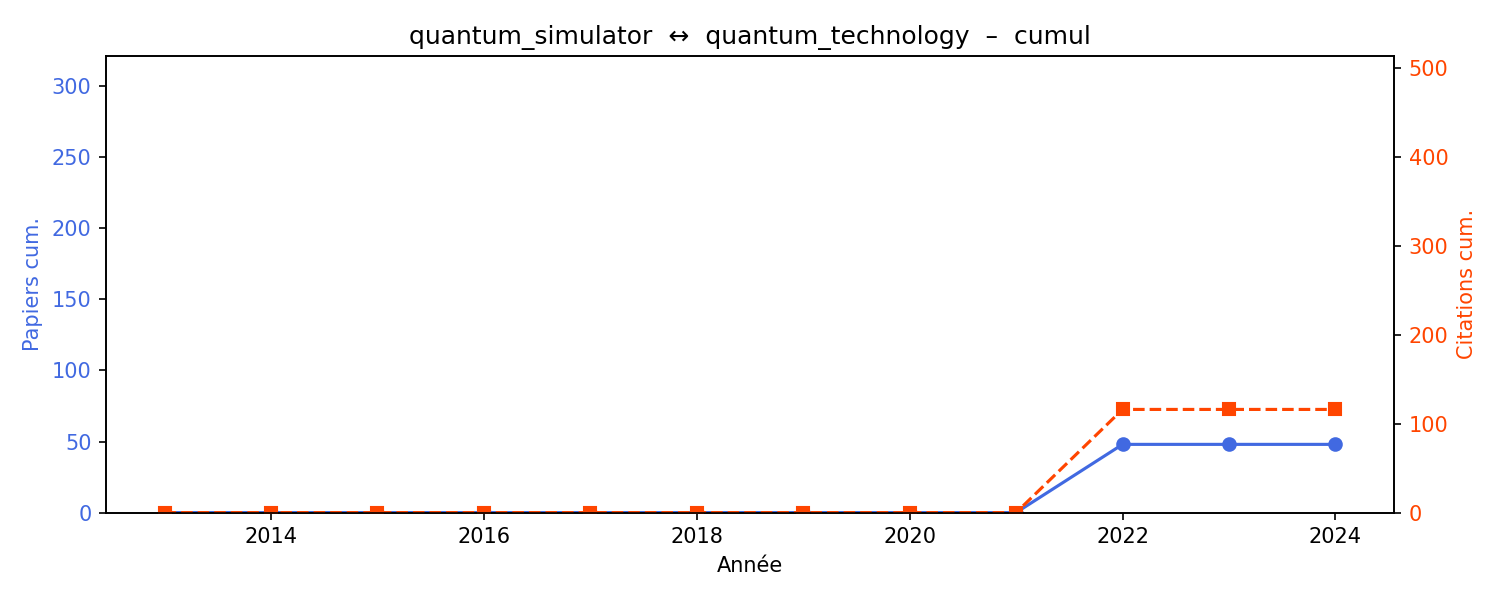 quantum_simulator ↔ quantum_technology – cumul
300
250
200
150
100
50
0
Papiers cum.
500
400
300
200
100
0
Citations cum.
2014 2016 2018 2020 2022 2024
Année